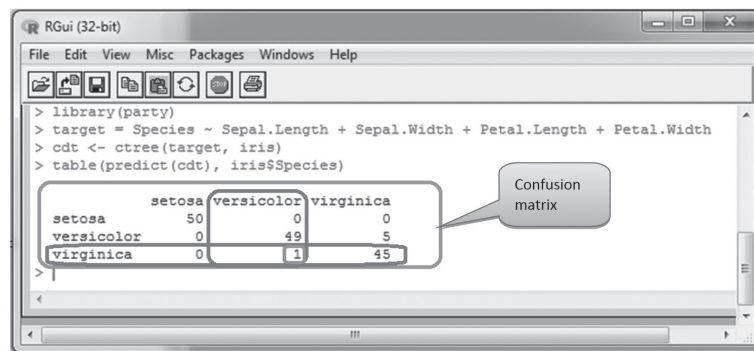 RGui (32-bit)
File Edit View Misc Packages Windows Help
STOP
> library(party)
> target = Species ~ Sepal.Length + Sepal.Width + Petal.Length + Petal.Width
> cdt <- ctree(target, iris)
> table(predict(cdt), iris$Species)
Confusion
matrix
setosa versicolor virginica
setosa 50 0 0
versicolor 0 49 5
virginica 0 1 45
>